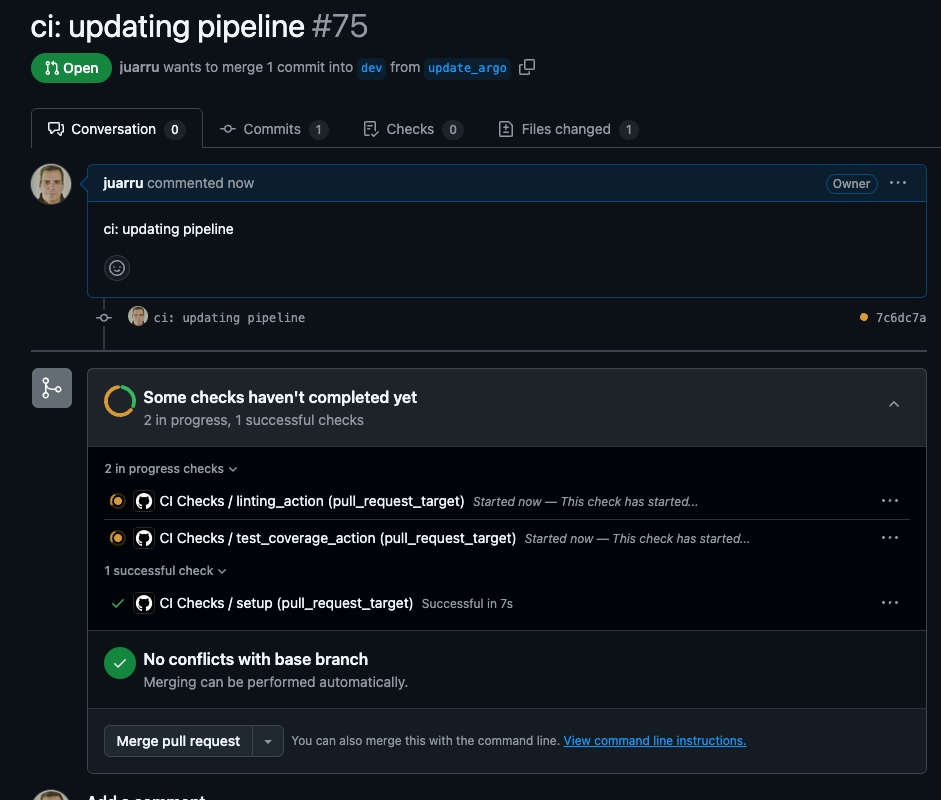 ci: updating pipeline #75
Open juarru wants to merge 1 commit into dev from update_argo
Conversation 0 Commits 1 Checks 0 Files changed 1
juarru commented now Owner ...
ci: updating pipeline
ci: updating pipeline 7c6dc7a
Some checks haven't completed yet
2 in progress, 1 successful checks
2 in progress checks
CI Checks / linting_action (pull_request_target) Started now — This check has started... ...
CI Checks / test_coverage_action (pull_request_target) Started now — This check has started... ...
1 successful check
CI Checks / setup (pull_request_target) Successful in 7s ...
No conflicts with base branch
Merging can be performed automatically.
Merge pull request You can also merge this with the command line. View command line instructions.
Add a comment